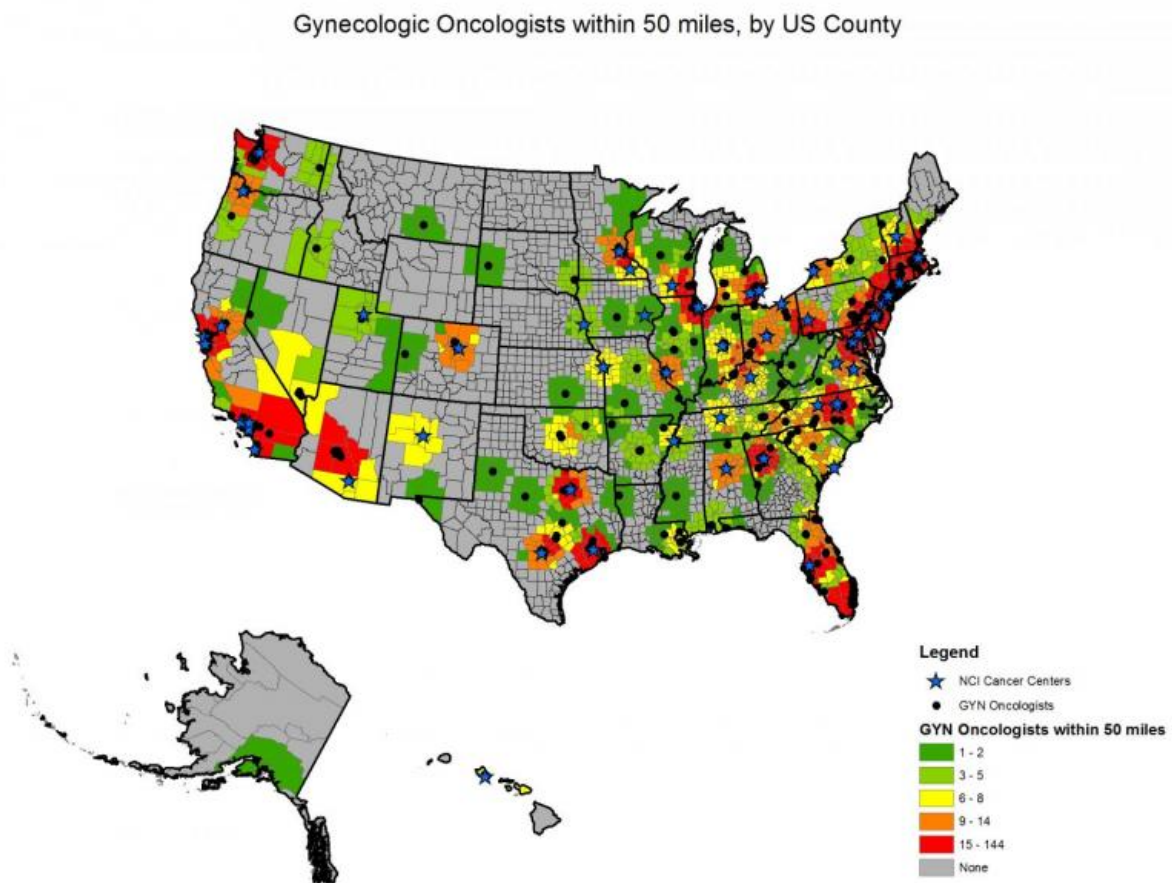 Gynecologic Oncologists within 50 miles, by US County
Legend
NCI Cancer Centers
GYN Oncologists
GYN Oncologists within 50 miles
1 - 2
3 - 5
6 - 8
9 - 14
15 - 144
None